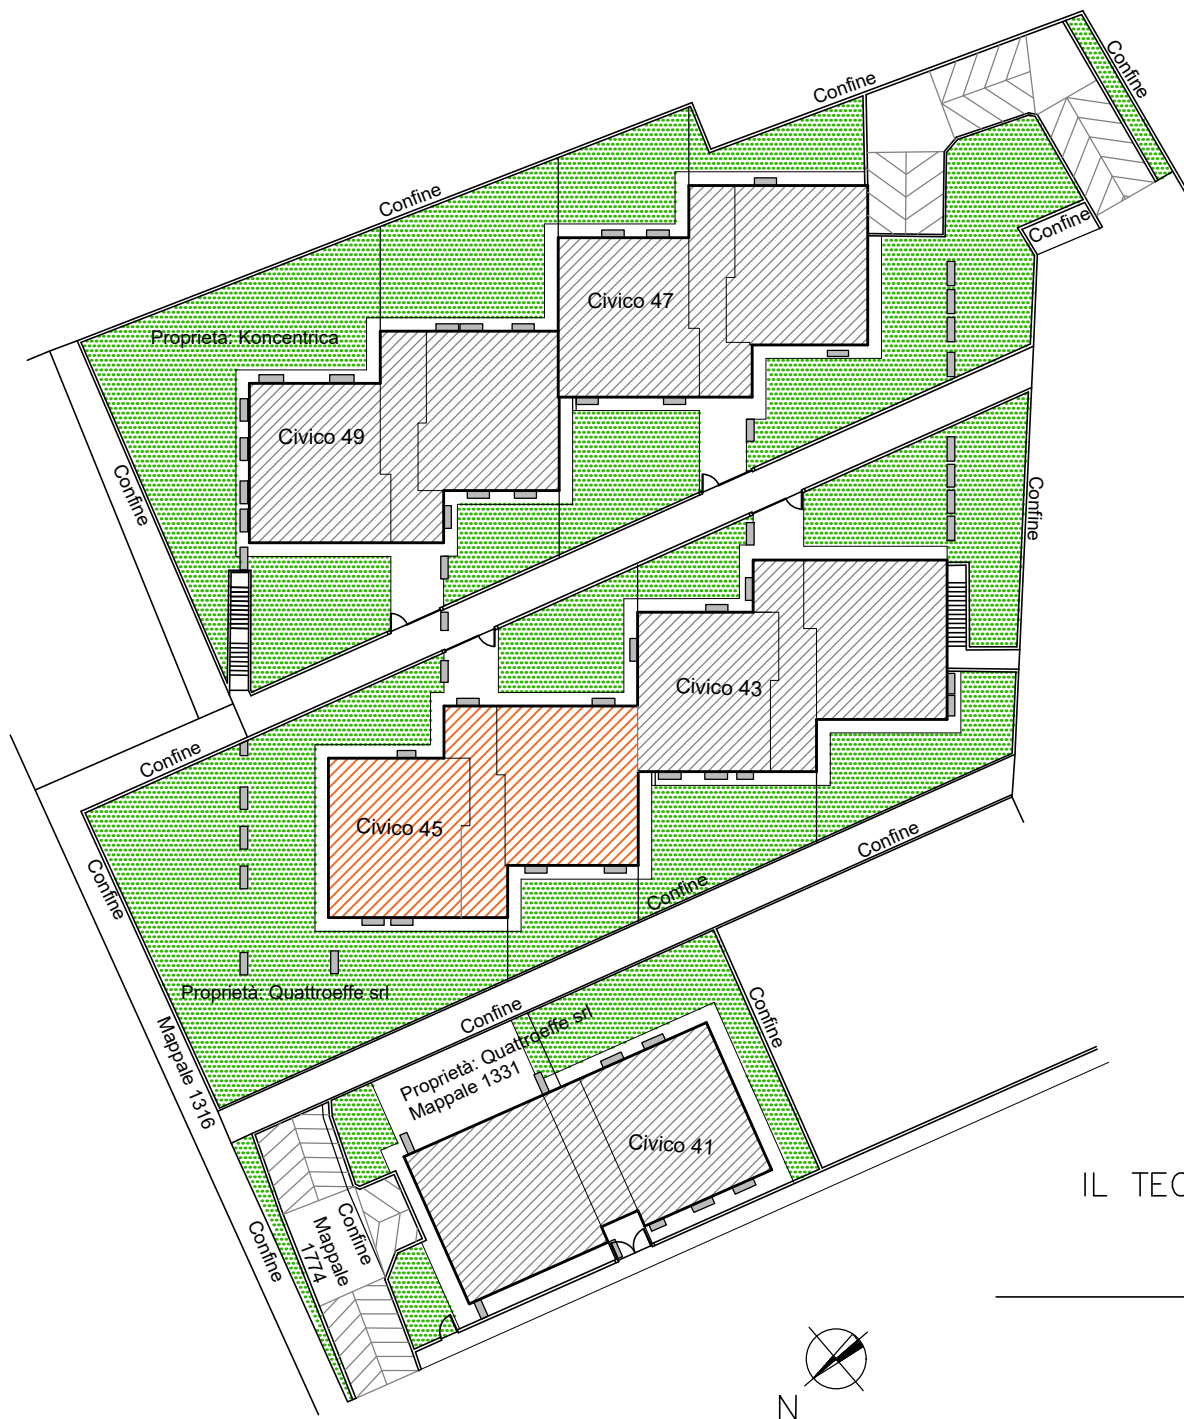 Confine
Confine
Confine
Confine
Civico 47
Proprietà: Koncentrica
Civico 49
Confine
Confine
Civico 43
Confine
Civico 45
Confine
Confine
Confine
Proprietà: Quattroeffe srl
Confine
Confine
Mappale 1316
Proprietà: Quattroeffe srl
Mappale 1331
Civico 41
Confine
Mappale
1774
Confine
IL TEC
N